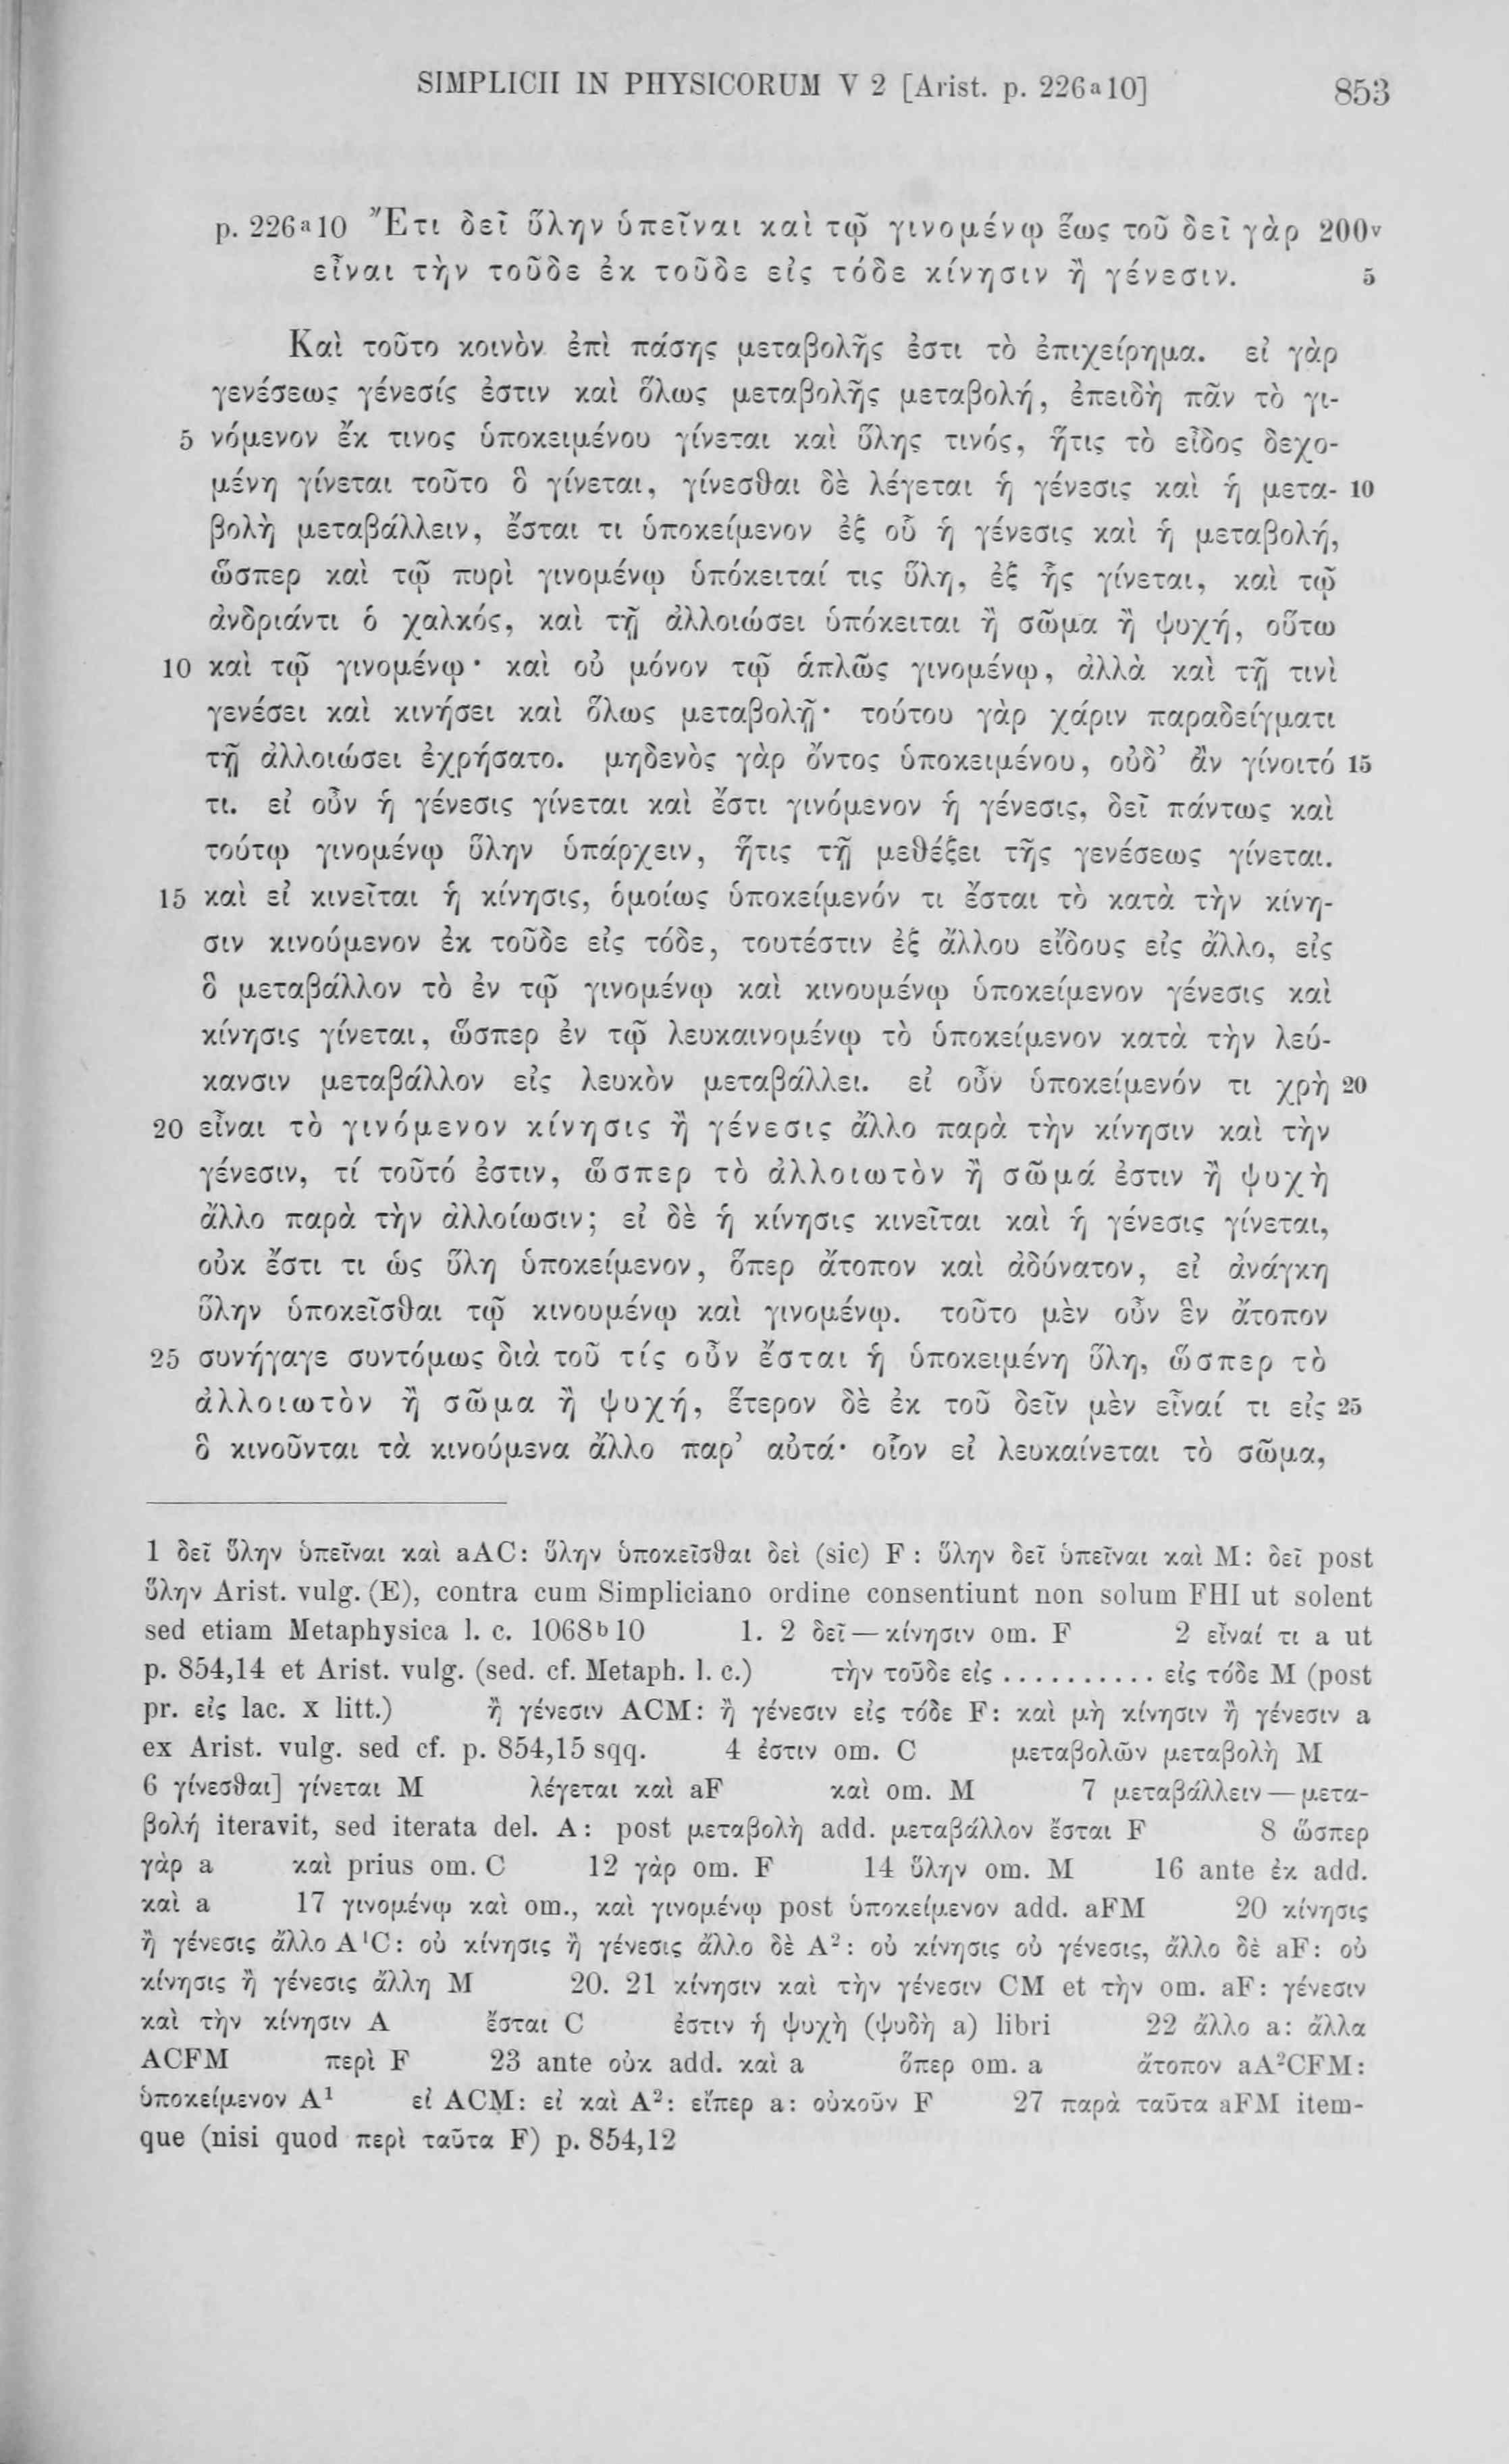 SIMPLICII IN PHYSICORUM V 2 [Arist. p. 226ᵃ10] 853
p. 226ᵃ10 Ἔτι δεῖ ὕλην ὑπεῖναι καὶ τῷ γινομένῳ ἕως τοῦ δεῖ γὰρ 200ᵛ
εἶναι τὴν τοῦδε ἐκ τοῦδε εἰς τόδε κίνησιν ἢ γένεσιν. 5
Καὶ τοῦτο κοινὸν ἐπὶ πάσης μεταβολῆς ἐστι τὸ ἐπιχείρημα. εἰ γὰρ
γενέσεως γένεσίς ἐστιν καὶ ὅλως μεταβολῆς μεταβολή, ἐπειδὴ πᾶν τὸ γι-
5 νόμενον ἔκ τινος ὑποκειμένου γίνεται καὶ ὕλης τινός, ἥτις τὸ εἶδος δεχο-
μένη γίνεται τοῦτο ὃ γίνεται, γίνεσθαι δὲ λέγεται ἡ γένεσις καὶ ἡ μετα- 10
βολὴ μεταβάλλειν, ἔσται τι ὑποκείμενον ἐξ οὗ ἡ γένεσις καὶ ἡ μεταβολή,
ὥσπερ καὶ τῷ πυρὶ γινομένῳ ὑπόκειταί τις ὕλη, ἐξ ἧς γίνεται, καὶ τῷ
ἀνδριάντι ὁ χαλκός, καὶ τῇ ἀλλοιώσει ὑπόκειται ἢ σῶμα ἢ ψυχή, οὕτω
10 καὶ τῷ γινομένῳ· καὶ οὐ μόνον τῷ ἁπλῶς γινομένῳ, ἀλλὰ καὶ τῇ τινὶ
γενέσει καὶ κινήσει καὶ ὅλως μεταβολῇ· τούτου γὰρ χάριν παραδείγματι
τῇ ἀλλοιώσει ἐχρήσατο. μηδενὸς γὰρ ὄντος ὑποκειμένου, οὐδ’ ἂν γίνοιτό 15
τι. εἰ οὖν ἡ γένεσις γίνεται καὶ ἔστι γινόμενον ἡ γένεσις, δεῖ πάντως καὶ
τούτῳ γινομένῳ ὕλην ὑπάρχειν, ἥτις τῇ μεθέξει τῆς γενέσεως γίνεται.
15 καὶ εἰ κινεῖται ἡ κίνησις, ὁμοίως ὑποκείμενόν τι ἔσται τὸ κατὰ τὴν κίνη-
σιν κινούμενον ἐκ τοῦδε εἰς τόδε, τουτέστιν ἐξ ἄλλου εἴδους εἰς ἄλλο, εἰς
ὃ μεταβάλλον τὸ ἐν τῷ γινομένῳ καὶ κινουμένῳ ὑποκείμενον γένεσις καὶ
κίνησις γίνεται, ὥσπερ ἐν τῷ λευκαινομένῳ τὸ ὑποκείμενον κατὰ τὴν λεύ-
κανσιν μεταβάλλον εἰς λευκὸν μεταβάλλει. εἰ οὖν ὑποκείμενόν τι χρὴ 20
20 εἶναι τὸ γινόμενον κίνησις ἢ γένεσις ἄλλο παρὰ τὴν κίνησιν καὶ τὴν
γένεσιν, τί τοῦτό ἐστιν, ὥσπερ τὸ ἀλλοιωτὸν ἢ σῶμά ἐστιν ἢ ψυχὴ
ἄλλο παρὰ τὴν ἀλλοίωσιν; εἰ δὲ ἡ κίνησις κινεῖται καὶ ἡ γένεσις γίνεται,
οὐκ ἔστι τι ὡς ὕλη ὑποκείμενον, ὅπερ ἄτοπον καὶ ἀδύνατον, εἰ ἀνάγκη
ὕλην ὑποκεῖσθαι τῷ κινουμένῳ καὶ γινομένῳ. τοῦτο μὲν οὖν ἓν ἄτοπον
25 συνήγαγε συντόμως διὰ τοῦ τίς οὖν ἔσται ἡ ὑποκειμένη ὕλη, ὥσπερ τὸ
ἀλλοιωτὸν ἢ σῶμα ἢ ψυχή, ἕτερον δὲ ἐκ τοῦ δεῖν μὲν εἶναί τι εἰς 25
ὃ κινοῦνται τὰ κινούμενα ἄλλο παρ’ αὐτά· οἷον εἰ λευκαίνεται τὸ σῶμα,
1 δεῖ ὕλην ὑπεῖναι καὶ aAC: ὕλην ὑποκεῖσθαι δεὶ (sic) F: ὕλην δεῖ ὑπεῖναι καὶ M: δεῖ post
ὕλην Arist. vulg. (E), contra cum Simpliciano ordine consentiunt non solum FHI ut solent
sed etiam Metaphysica l. c. 1068ᵇ10 1. 2 δεῖ — κίνησιν om. F 2 εἶναί τι a ut
p. 854,14 et Arist. vulg. (sed. cf. Metaph. l. c.) τὴν τοῦδε εἰς .......... εἰς τόδε M (post
pr. εἰς lac. x litt.) ἢ γένεσιν ACM: ἢ γένεσιν εἰς τόδε F: καὶ μὴ κίνησιν ἢ γένεσιν a
ex Arist. vulg. sed cf. p. 854,15 sqq. 4 ἐστιν om. C μεταβολῶν μεταβολὴ M
6 γίνεσθαι] γίνεται M λέγεται καὶ aF καὶ om. M 7 μεταβάλλειν — μετα-
βολή iteravit, sed iterata del. A: post μεταβολὴ add. μεταβάλλον ἔσται F 8 ὥσπερ
γὰρ a καὶ prius om. C 12 γὰρ om. F 14 ὕλην om. M 16 ante ἐκ add.
καὶ a 17 γινομένῳ καὶ om., καὶ γινομένῳ post ὑποκείμενον add. aFM 20 κίνησις
ἢ γένεσις ἄλλο A¹C: οὐ κίνησις ἢ γένεσις ἄλλο δὲ A²: οὐ κίνησις οὐ γένεσις, ἄλλο δὲ aF: οὐ
κίνησις ἢ γένεσις ἄλλη M 20. 21 κίνησιν καὶ τὴν γένεσιν CM et τὴν om. aF: γένεσιν
καὶ τὴν κίνησιν A ἔσται C ἐστιν ἡ ψυχὴ (ψυδὴ a) libri 22 ἄλλο a: ἄλλα
ACFM περὶ F 23 ante οὐκ add. καὶ a ὅπερ om. a ἄτοπον aA²CFM:
ὑποκείμενον A¹ εἰ ACM: εἰ καὶ A²: εἴπερ a: οὐκοῦν F 27 παρὰ ταῦτα aFM item-
que (nisi quod περὶ ταῦτα F) p. 854,12